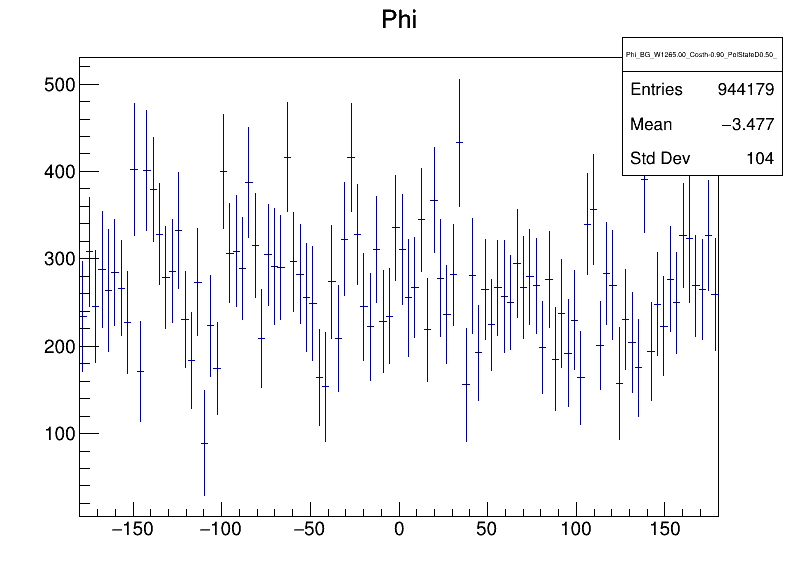 Phi
Phi_BG_W1265.00_Costh-0.90_PolStateD0.50_
Entries 944179
Mean −3.477
Std Dev 104
500
400
300
200
100
−150 −100 −50 0 50 100 150